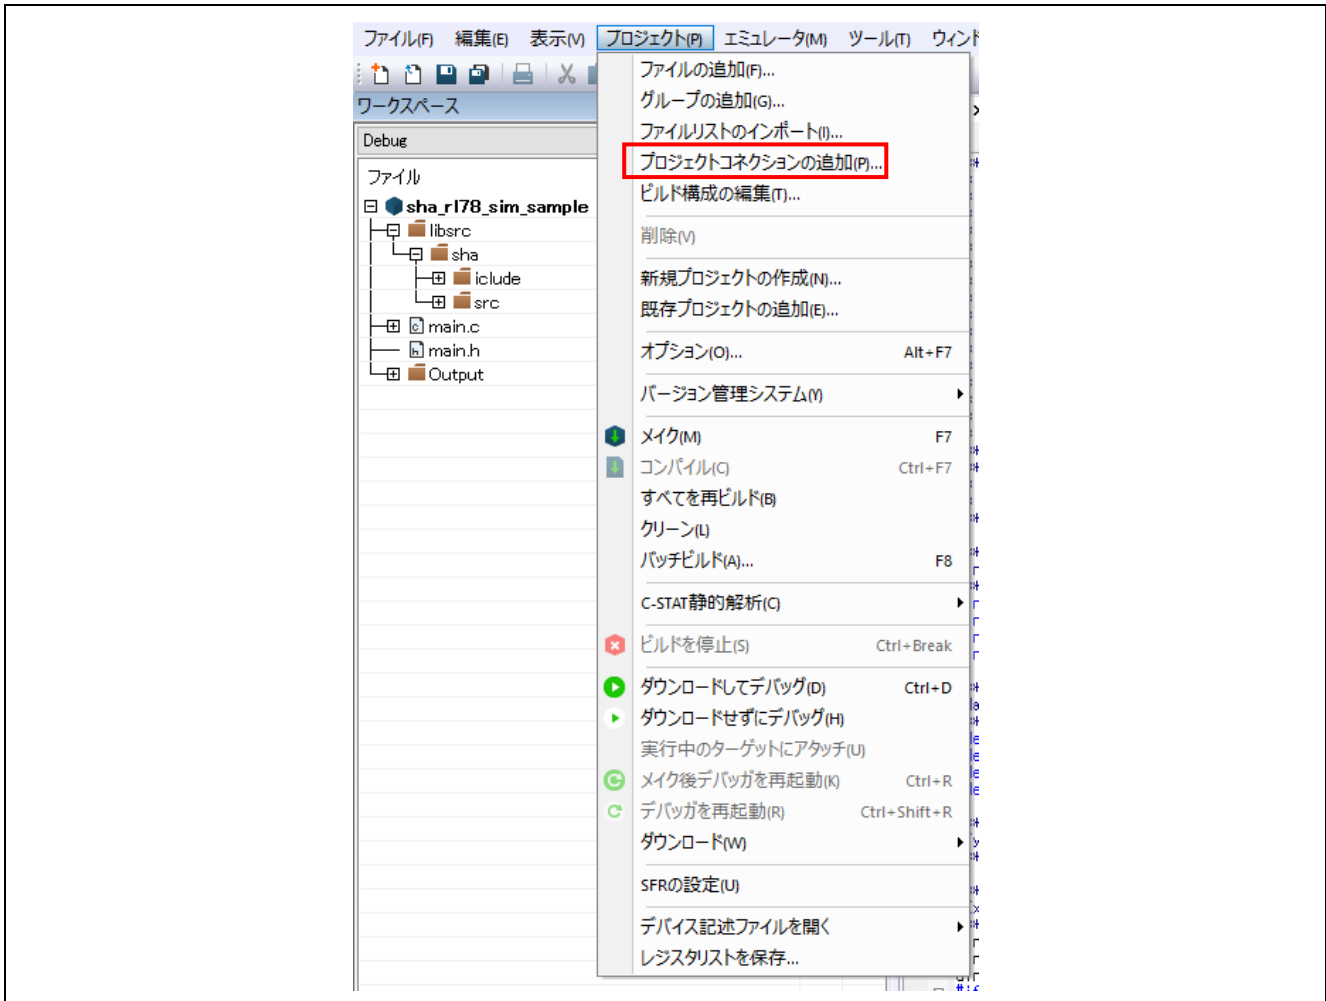 ファイル(F) 編集(E) 表示(V) プロジェクト(P) エミュレータ(M) ツール(T) ウィンド
ワークスペース
Debug
ファイル
sha_rl78_sim_sample
libsrc
sha
iclude
src
main.c
main.h
Output
ファイルの追加(F)...
グループの追加(G)...
ファイルリストのインポート(I)...
プロジェクトコネクションの追加(P)...
ビルド構成の編集(T)...
削除(V)
新規プロジェクトの作成(N)...
既存プロジェクトの追加(E)...
オプション(O)... Alt+F7
バージョン管理システム(Y)
メイク(M) F7
コンパイル(C) Ctrl+F7
すべてを再ビルド(B)
クリーン(L)
バッチビルド(A)... F8
C-STAT静的解析(C)
ビルドを停止(S) Ctrl+Break
ダウンロードしてデバッグ(D) Ctrl+D
ダウンロードせずにデバッグ(H)
実行中のターゲットにアタッチ(U)
メイク後デバッガを再起動(K) Ctrl+R
デバッガを再起動(R) Ctrl+Shift+R
ダウンロード(W)
SFRの設定(U)
デバイス記述ファイルを開く
レジスタリストを保存...